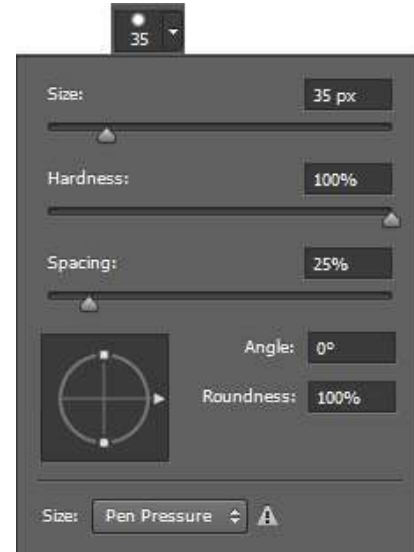 35
Size: 35 px
Hardness: 100%
Spacing: 25%
Angle: 0°
Roundness: 100%
Size: Pen Pressure